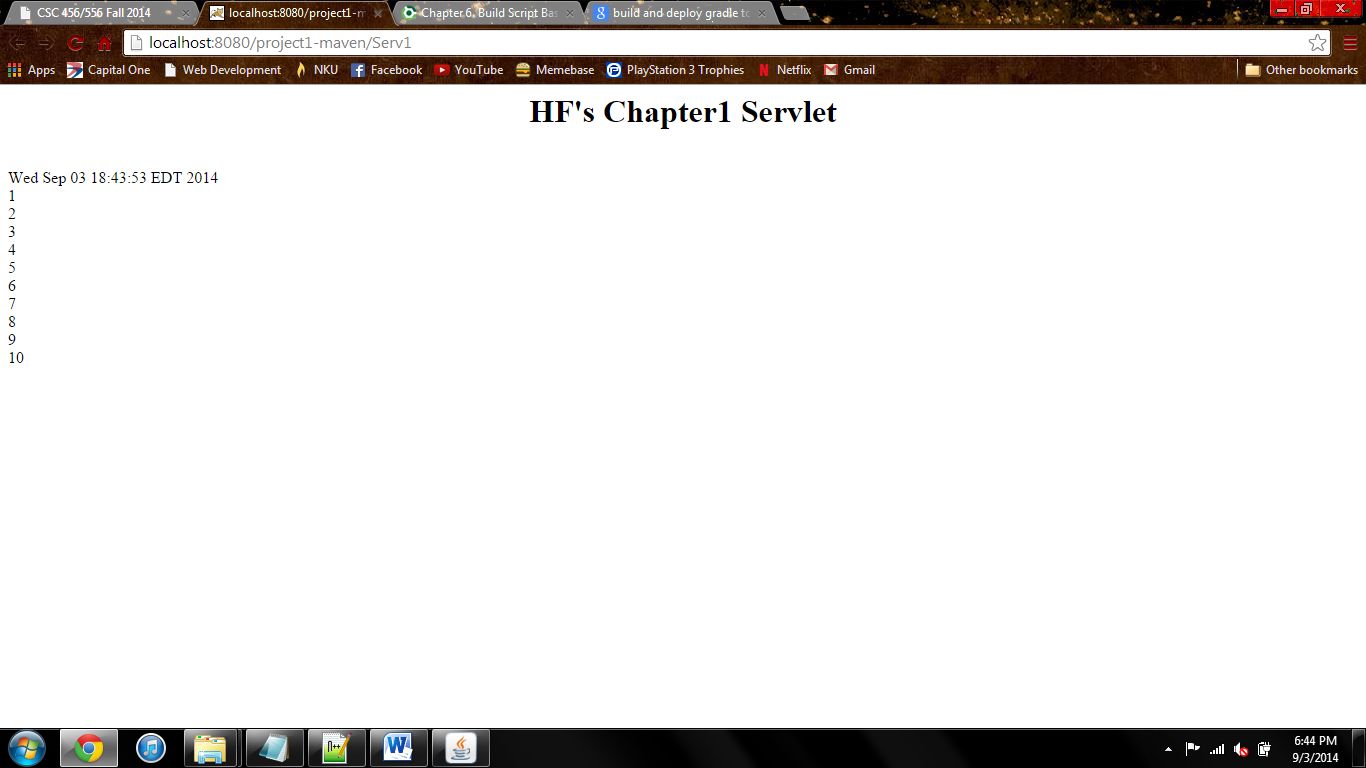 CSC 456/556 Fall 2014
localhost:8080/project1-m
Chapter 6. Build Script Bas
build and deploy gradle to
localhost:8080/project1-maven/Serv1
Apps Capital One Web Development NKU Facebook YouTube Memebase PlayStation 3 Trophies Netflix Gmail Other bookmarks
HF's Chapter1 Servlet
Wed Sep 03 18:43:53 EDT 2014
1
2
3
4
5
6
7
8
9
10
6:44 PM
9/3/2014